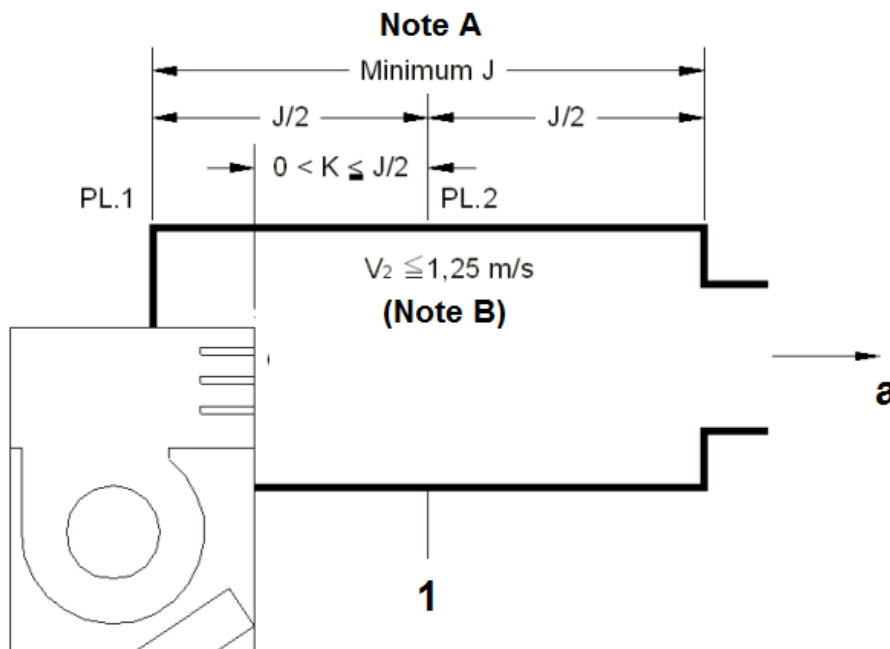 Note A
Minimum J
J/2 J/2
0 < K ≦ J/2
PL.1 PL.2
V₂ ≦ 1,25 m/s
(Note B)
a
1